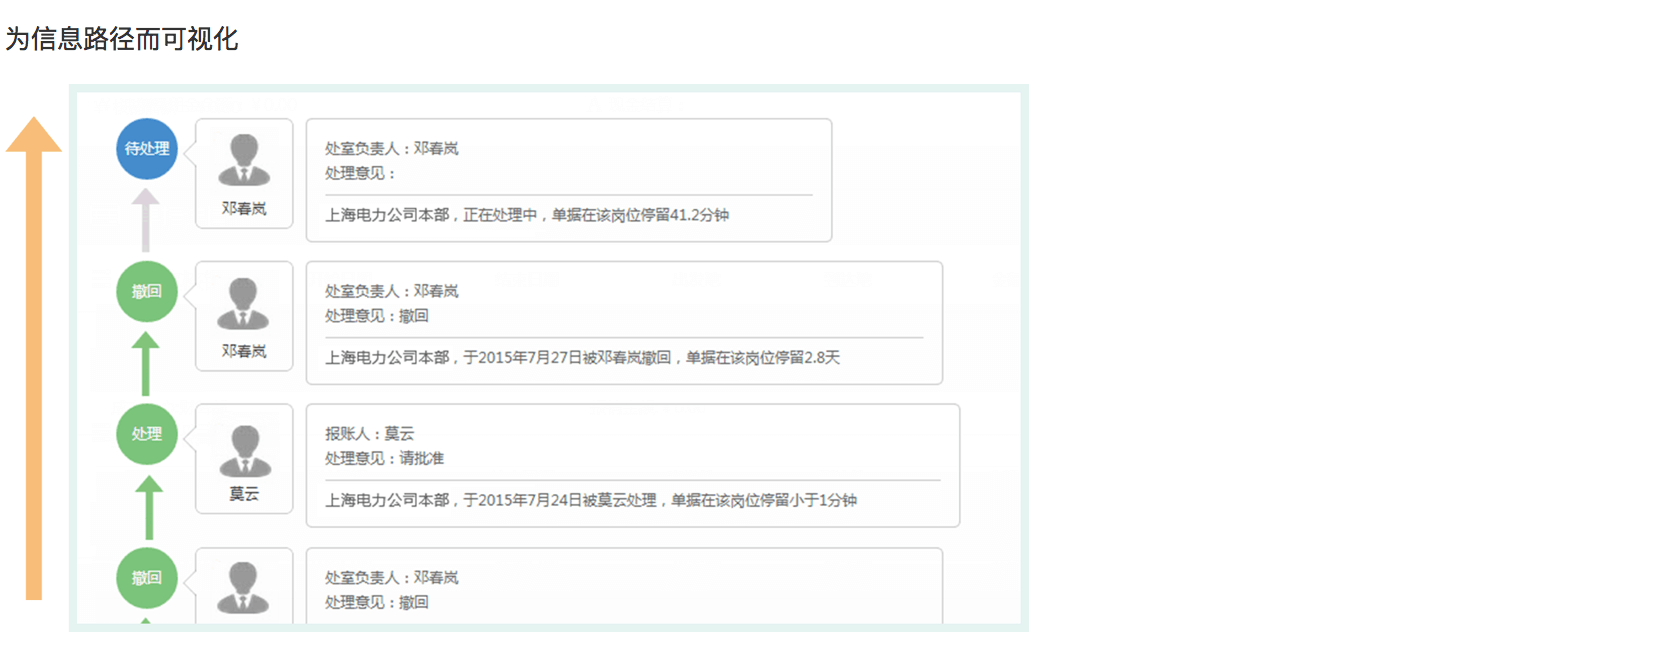 为信息路径而可视化
待处理
邓春岚
处室负责人：邓春岚
处理意见：
上海电力公司本部，正在处理中，单据在该岗位停留41.2分钟
撤回
邓春岚
处室负责人：邓春岚
处理意见：撤回
上海电力公司本部，于2015年7月27日被邓春岚撤回，单据在该岗位停留2.8天
处理
莫云
报账人：莫云
处理意见：请批准
上海电力公司本部，于2015年7月24日被莫云处理，单据在该岗位停留小于1分钟
撤回
处室负责人：邓春岚
处理意见：撤回